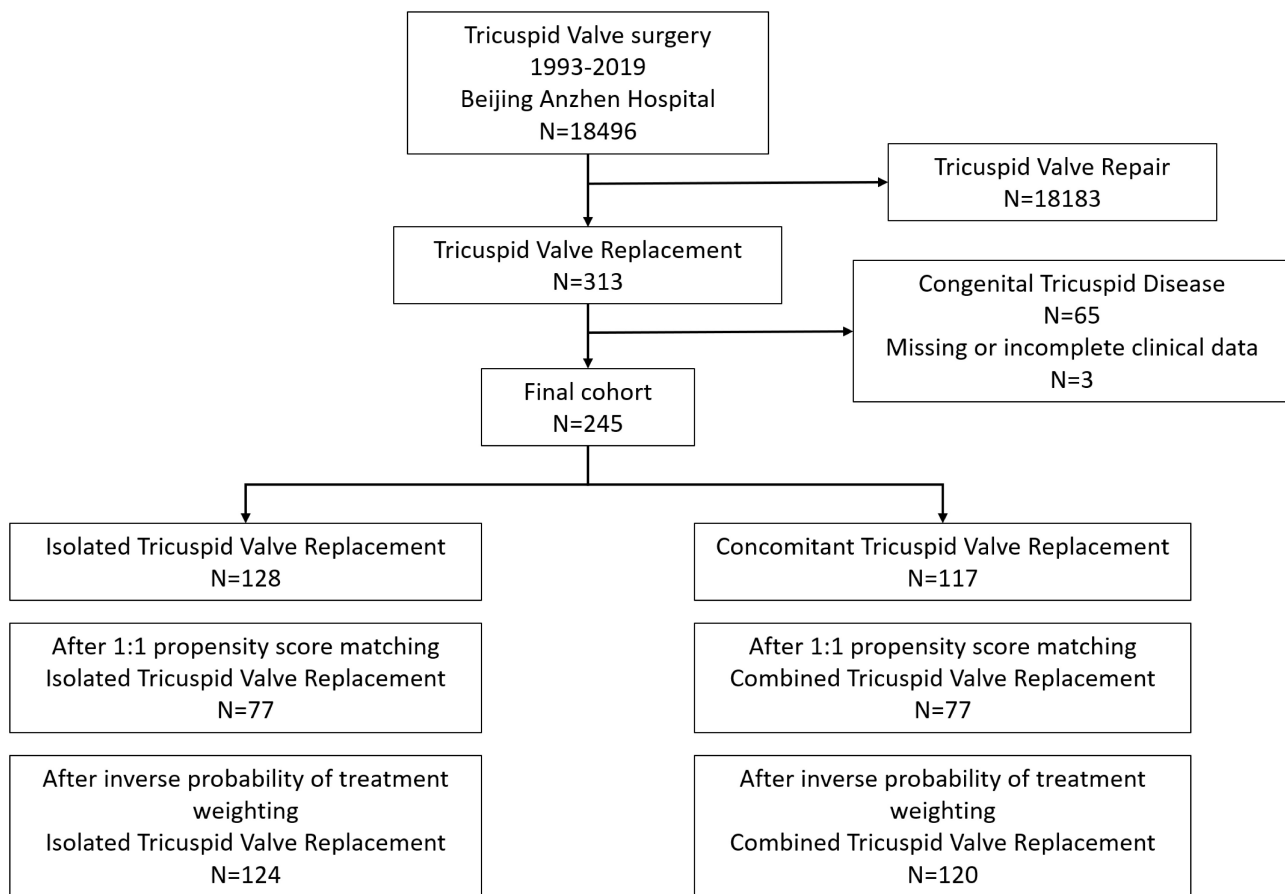 Tricuspid Valve surgery
1993-2019
Beijing Anzhen Hospital
N=18496
Tricuspid Valve Repair
N=18183
Tricuspid Valve Replacement
N=313
Congenital Tricuspid Disease
N=65
Missing or incomplete clinical data
N=3
Final cohort
N=245
Isolated Tricuspid Valve Replacement
N=128
Concomitant Tricuspid Valve Replacement
N=117
After 1:1 propensity score matching
Isolated Tricuspid Valve Replacement
N=77
After 1:1 propensity score matching
Combined Tricuspid Valve Replacement
N=77
After inverse probability of treatment
weighting
Isolated Tricuspid Valve Replacement
N=124
After inverse probability of treatment
weighting
Combined Tricuspid Valve Replacement
N=120